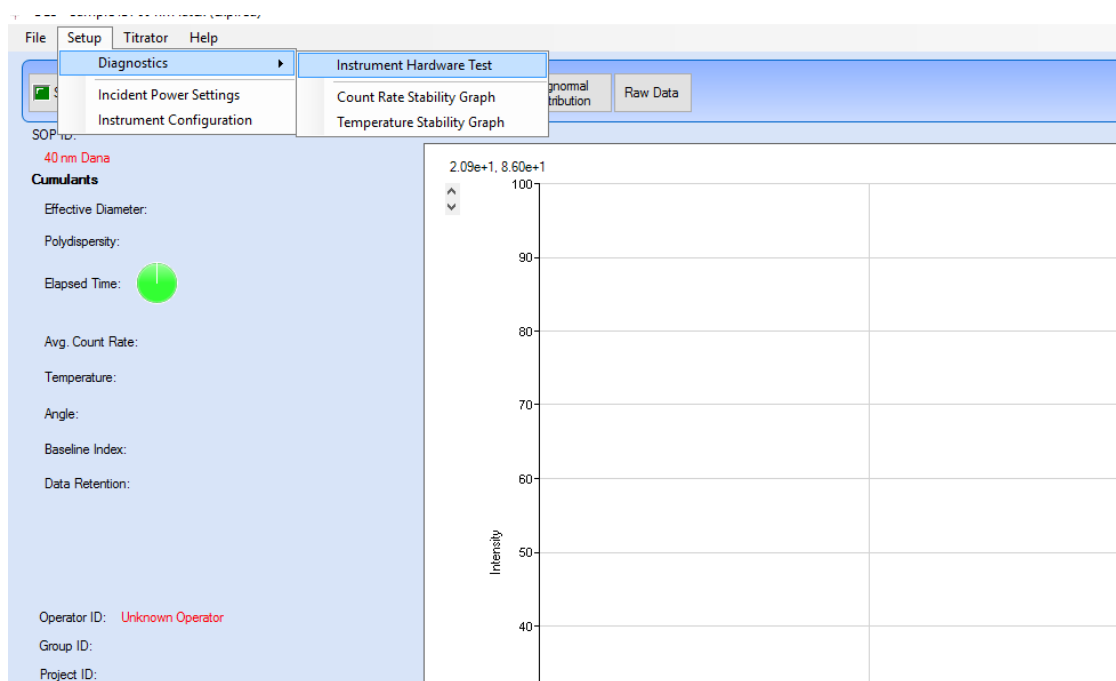 File Setup Titrator Help
Diagnostics
Instrument Hardware Test
Incident Power Settings
Count Rate Stability Graph
Instrument Configuration
Temperature Stability Graph
Raw Data
SOP ID:
40 nm Dana
Cumulants
Effective Diameter:
Polydispersity:
Elapsed Time:
Avg. Count Rate:
Temperature:
Angle:
Baseline Index:
Data Retention:
Operator ID: Unknown Operator
Group ID:
Project ID:
2.09e+1, 8.60e+1
100
90
80
70
60
50
40
Intensity